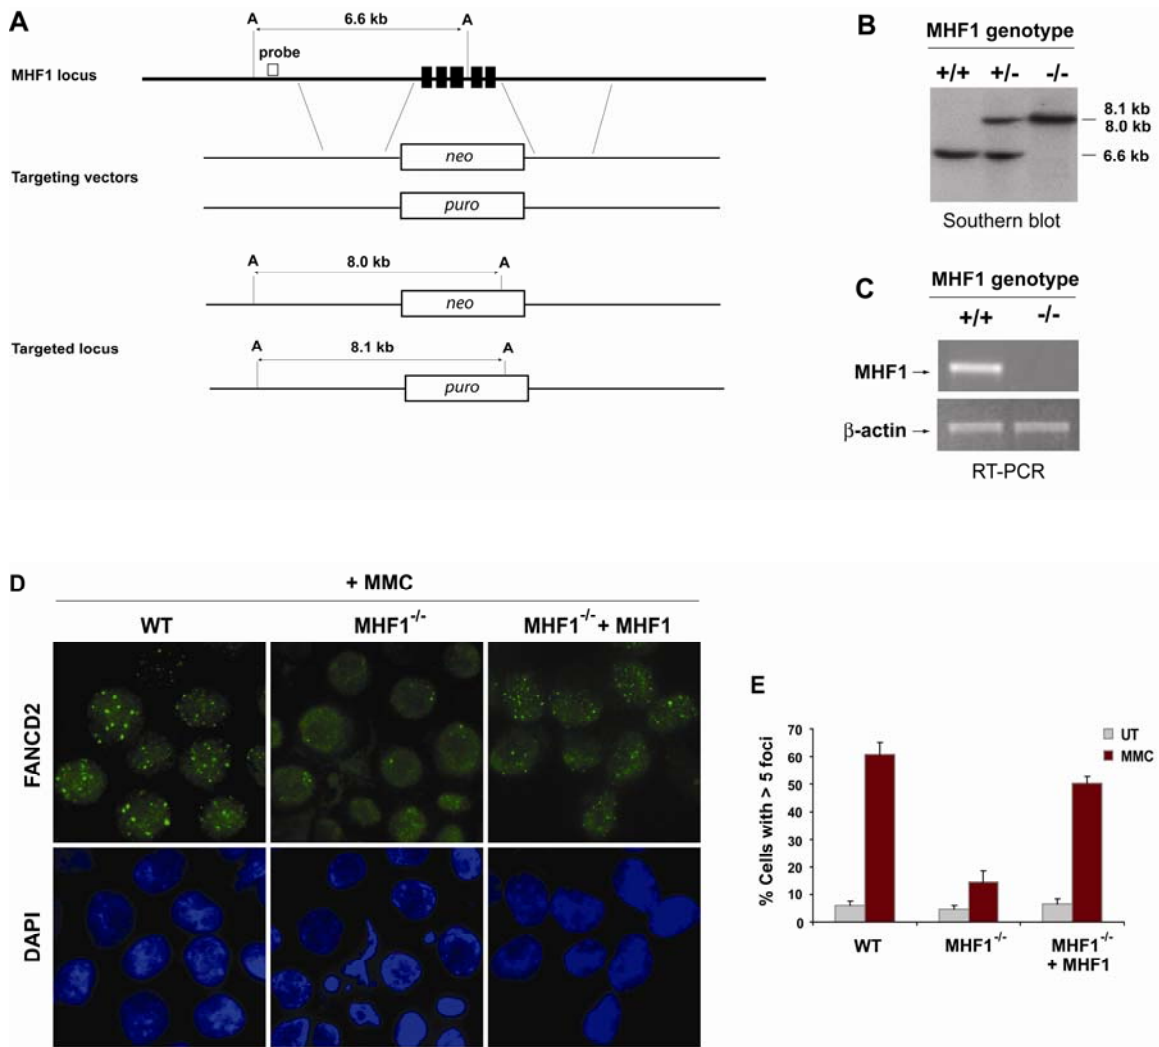 A
A 6.6 kb A
probe
MHF1 locus
neo
Targeting vectors
puro
A 8.0 kb A
neo
Targeted locus
A 8.1 kb A
puro
B
MHF1 genotype
+/+ +/- -/-
8.1 kb
8.0 kb
6.6 kb
Southern blot
C
MHF1 genotype
+/+ -/-
MHF1
β-actin
RT-PCR
D
+ MMC
WT MHF1-/- MHF1-/- + MHF1
FANCD2
DAPI
E
% Cells with > 5 foci
70
60
50
40
30
20
10
0
UT
MMC
WT MHF1-/- MHF1-/-
+ MHF1